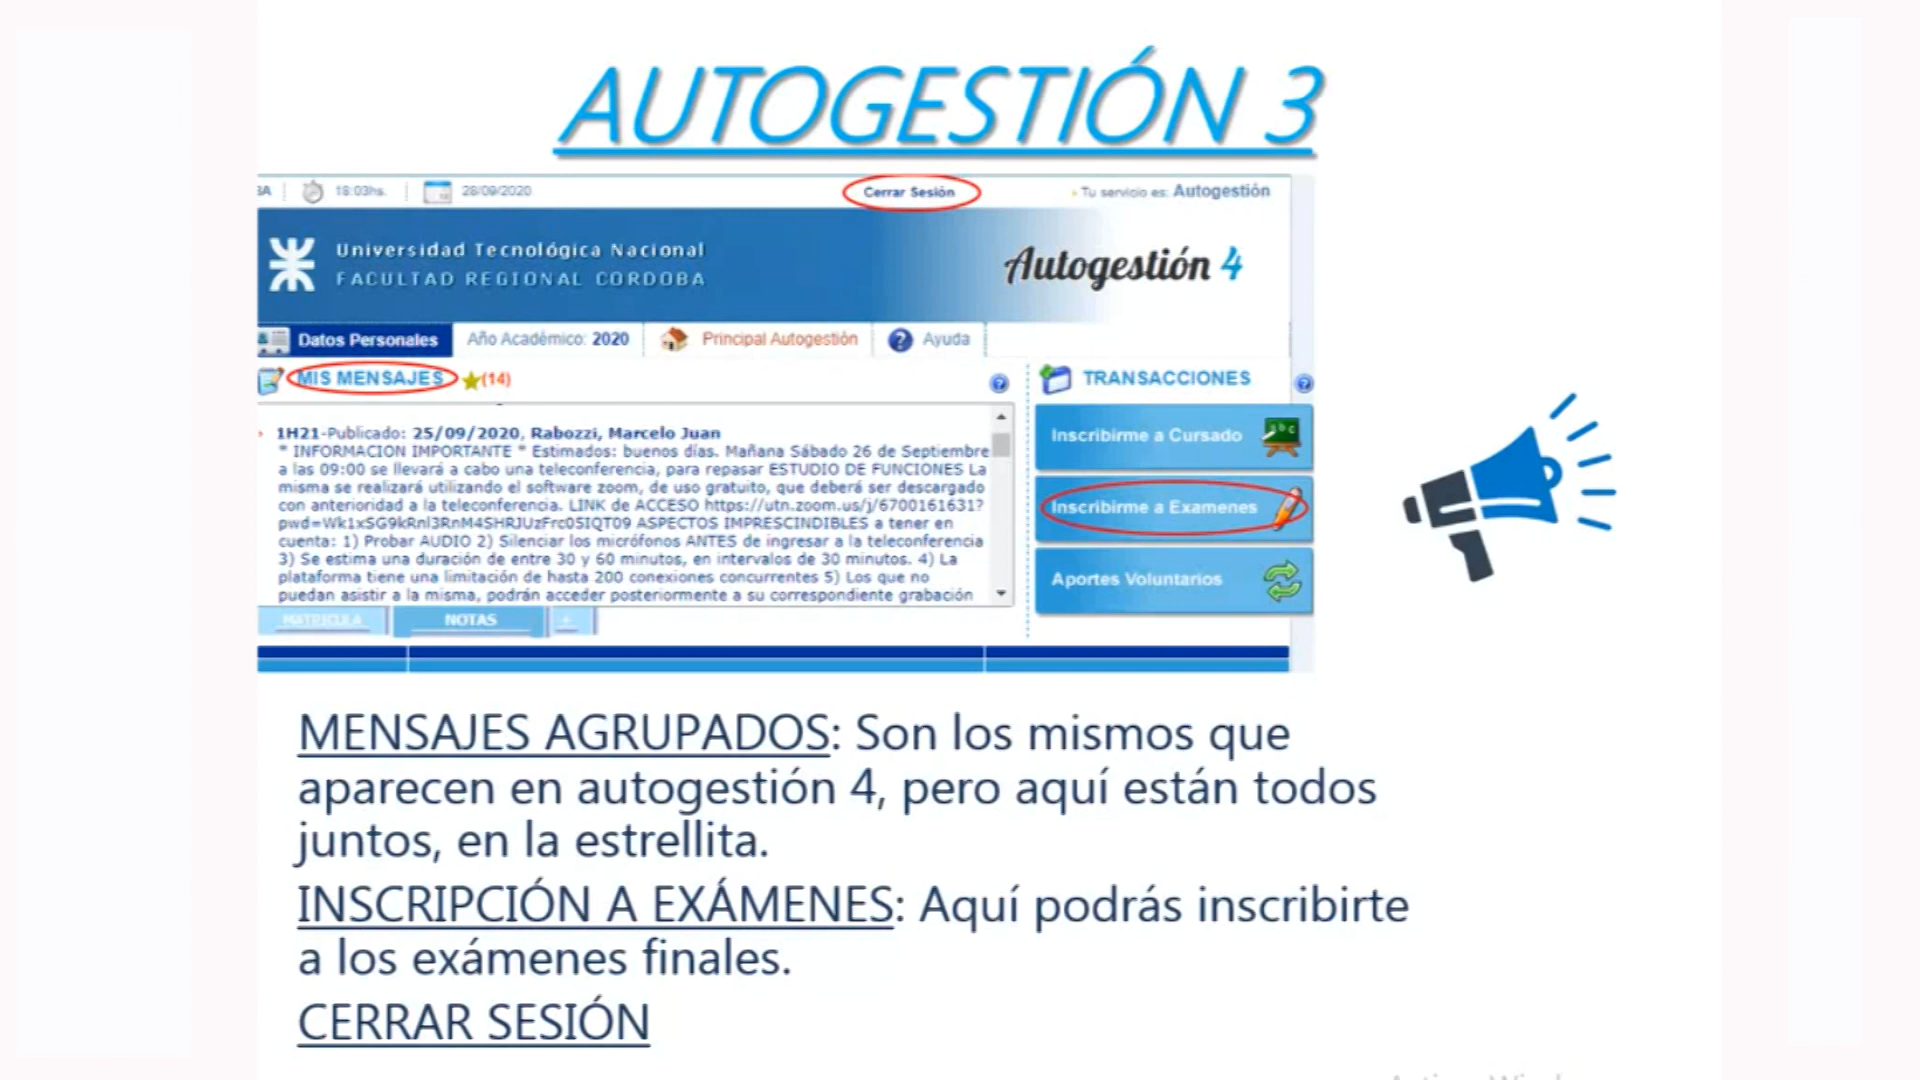 AUTOGESTIÓN 3
BA 18:03hs. 28/09/2020 Cerrar Sesión Tu servicio es: Autogestión
Universidad Tecnológica Nacional
FACULTAD REGIONAL CORDOBA
Autogestión 4
Datos Personales Año Académico: 2020 Principal Autogestión Ayuda
MIS MENSAJES (14)
TRANSACCIONES
1H21-Publicado: 25/09/2020, Rabozzi, Marcelo Juan
* INFORMACION IMPORTANTE * Estimados: buenos días. Mañana Sábado 26 de Septiembre
a las 09:00 se llevará a cabo una teleconferencia, para repasar ESTUDIO DE FUNCIONES La
misma se realizará utilizando el software zoom, de uso gratuito, que deberá ser descargado
con anterioridad a la teleconferencia. LINK de ACCESO https://utn.zoom.us/j/6700161631?
ASPECTOS IMPRESCINDIBLES a tener en
cuenta: 1) Probar AUDIO 2) Silenciar los micrófonos ANTES de ingresar a la teleconferencia
3) Se estima una duración de entre 30 y 60 minutos, en intervalos de 30 minutos. 4) La
plataforma tiene una limitación de hasta 200 conexiones concurrentes 5) Los que no
puedan asistir a la misma, podrán acceder posteriormente a su correspondiente grabación
Inscribirme a Cursado
abc
Inscribirme a Examenes
Aportes Voluntarios
MATRICULA NOTAS +
MENSAJES AGRUPADOS: Son los mismos que
aparecen en autogestión 4, pero aquí están todos
juntos, en la estrellita.
INSCRIPCIÓN A EXÁMENES: Aquí podrás inscribirte
a los exámenes finales.
CERRAR SESIÓN